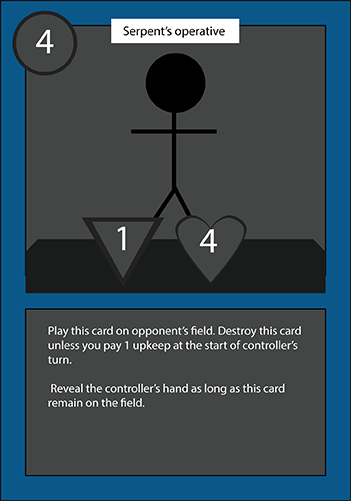 4
Serpent's operative
1
4
Play this card on opponent's field. Destroy this card
unless you pay 1 upkeep at the start of controller's
turn.
Reveal the controller's hand as long as this card
remain on the field.